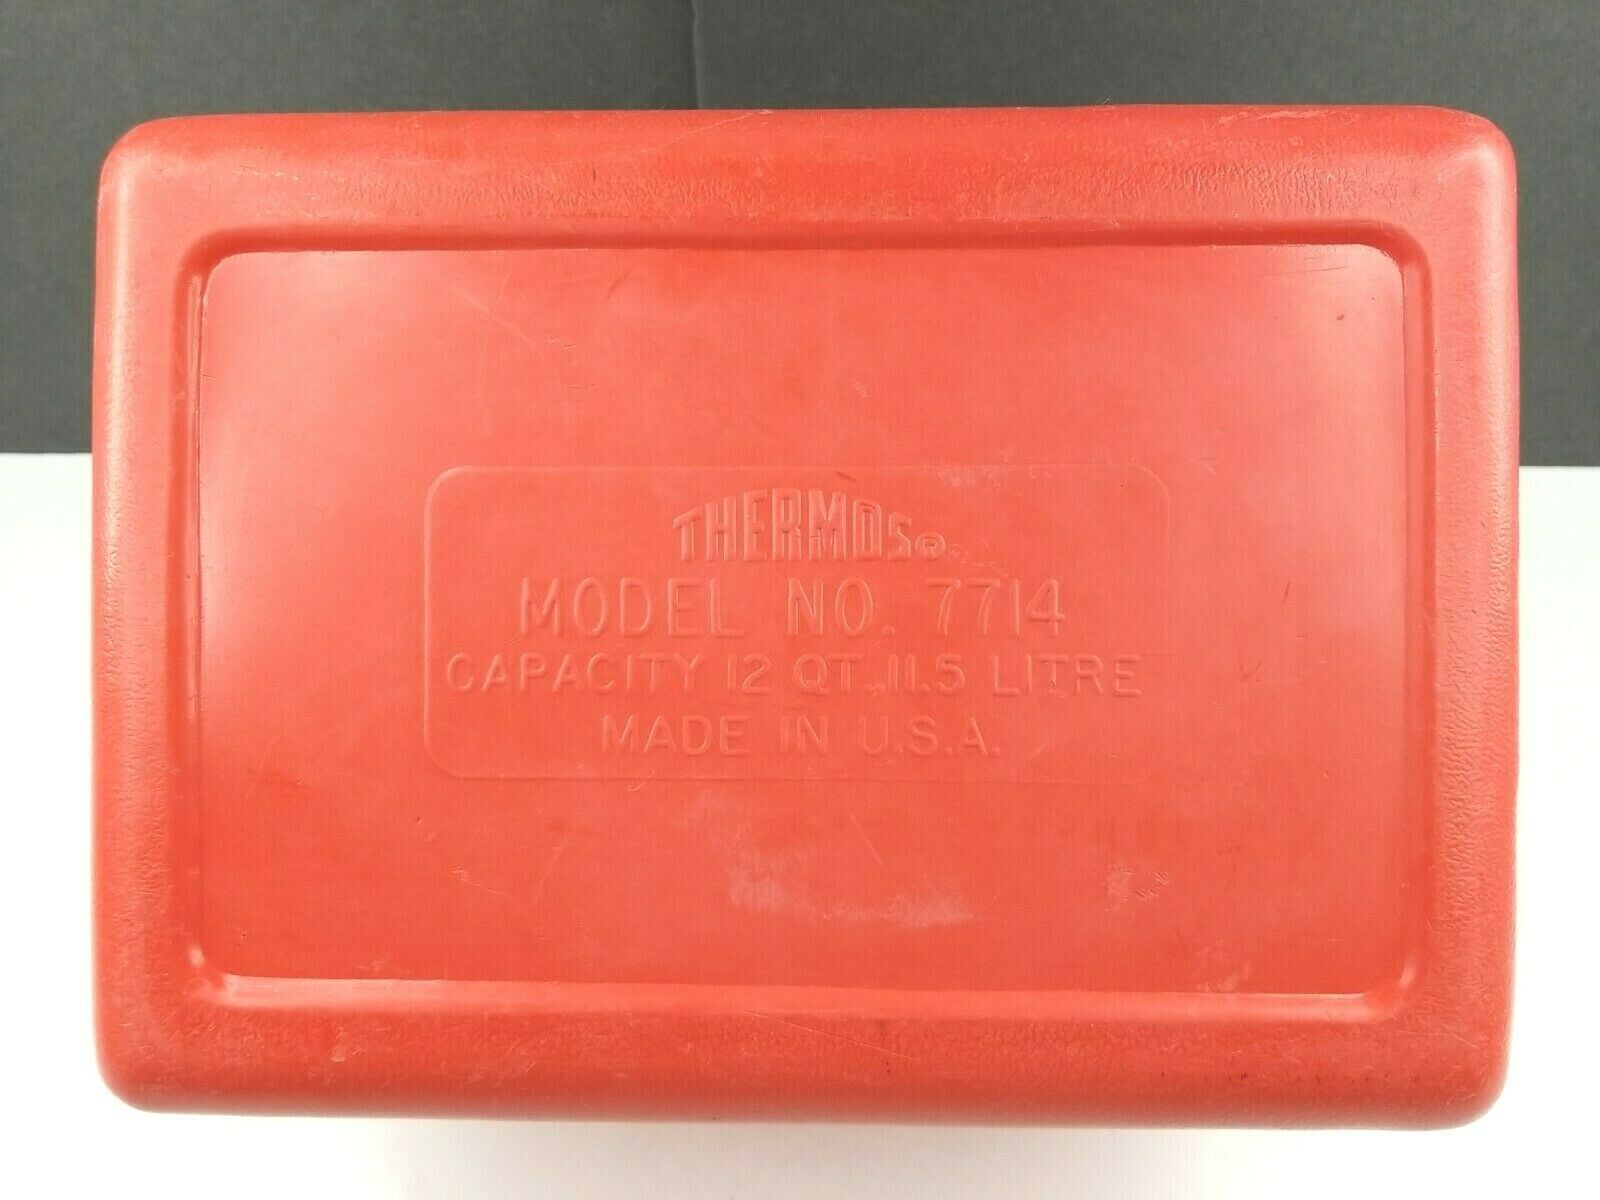 THERMOS®
MODEL NO. 7714
CAPACITY 12 QT., 11.5 LITRE
MADE IN U.S.A.